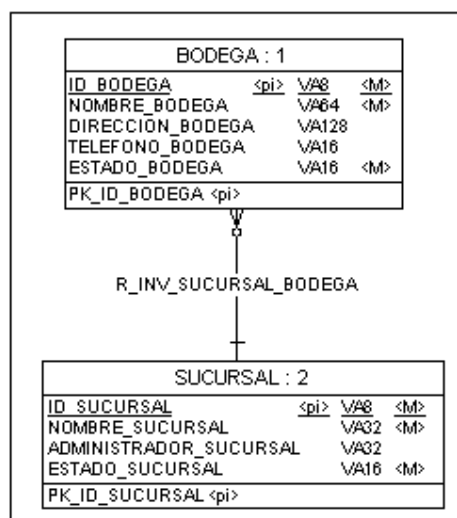 BODEGA : 1
ID_BODEGA <pi> VA8 <M>
NOMBRE_BODEGA VA64 <M>
DIRECCION_BODEGA VA128
TELEFONO_BODEGA VA16
ESTADO_BODEGA VA16 <M>
PK_ID_BODEGA <pi>
R_INV_SUCURSAL_BODEGA
SUCURSAL : 2
ID_SUCURSAL <pi> VA8 <M>
NOMBRE_SUCURSAL VA32 <M>
ADMINISTRADOR_SUCURSAL VA32
ESTADO_SUCURSAL VA16 <M>
PK_ID_SUCURSAL <pi>